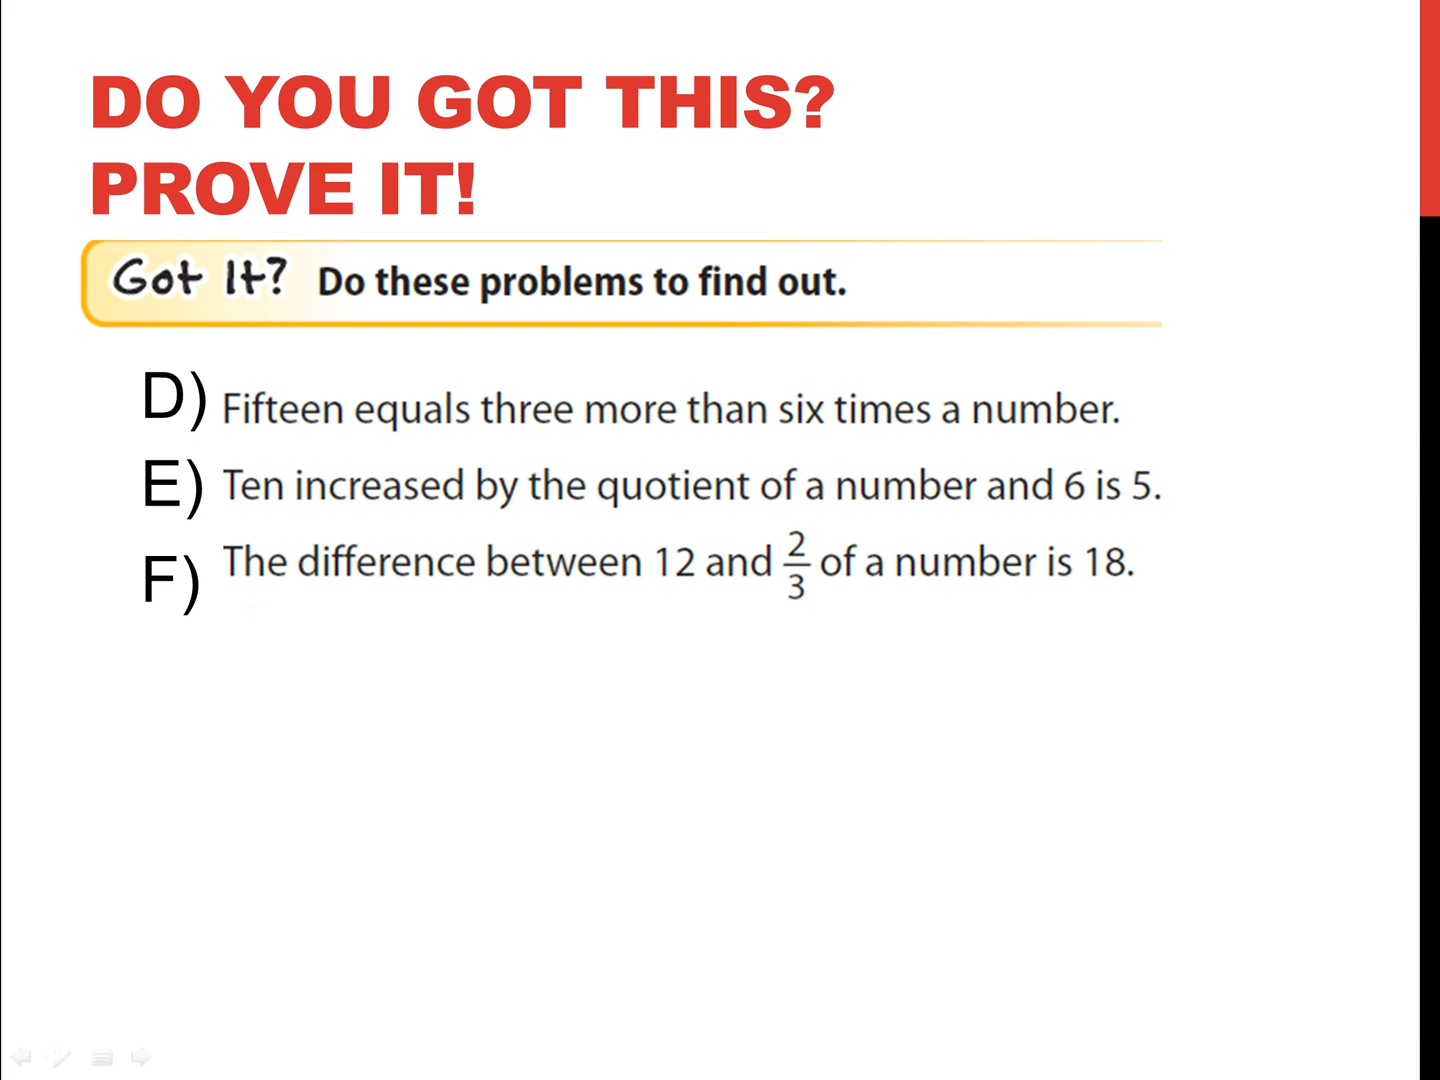 DO YOU GOT THIS?
PROVE IT!
Got It? Do these problems to find out.
D) Fifteen equals three more than six times a number.
E) Ten increased by the quotient of a number and 6 is 5.
F) The difference between 12 and 2/3 of a number is 18.